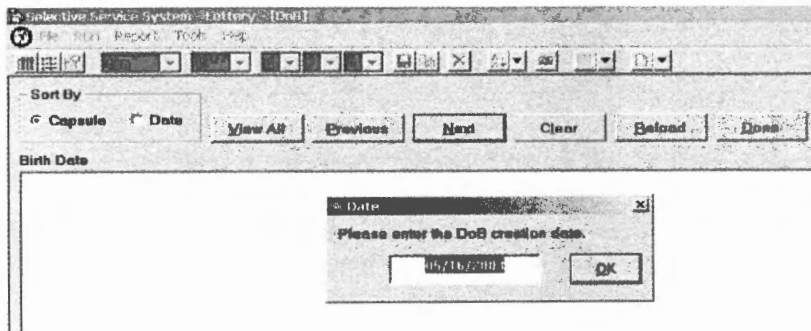 Selective Service System - Lottery - [DoB]
File Run Report Tools Help
Sort By
Capsule Date
View All Previous Next Clear Reload Done
Birth Date
Date
Please enter the DoB creation date.
OK